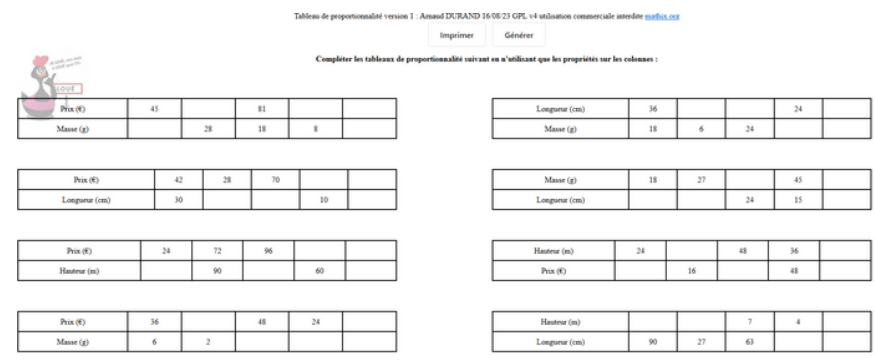 Tableau de proportionnalité version 1 : Arnaud DURAND 16/08/23 GPL v4 utilisation commerciale interdite mathix.org
Imprimer Générer
Compléter les tableaux de proportionnalité suivant en n'utilisant que les propriétés sur les colonnes :
LOUÉ
Prix (€) 45 81
Masse (g) 28 18 8
Longueur (cm) 36 24
Masse (g) 18 6 24
Prix (€) 42 28 70
Longueur (cm) 30 10
Masse (g) 18 27 45
Longueur (cm) 24 15
Prix (€) 24 72 96
Hauteur (m) 90 60
Hauteur (m) 24 48 36
Prix (€) 16 48
Prix (€) 36 48 24
Masse (g) 6 2
Hauteur (m) 7 4
Longueur (cm) 90 27 63